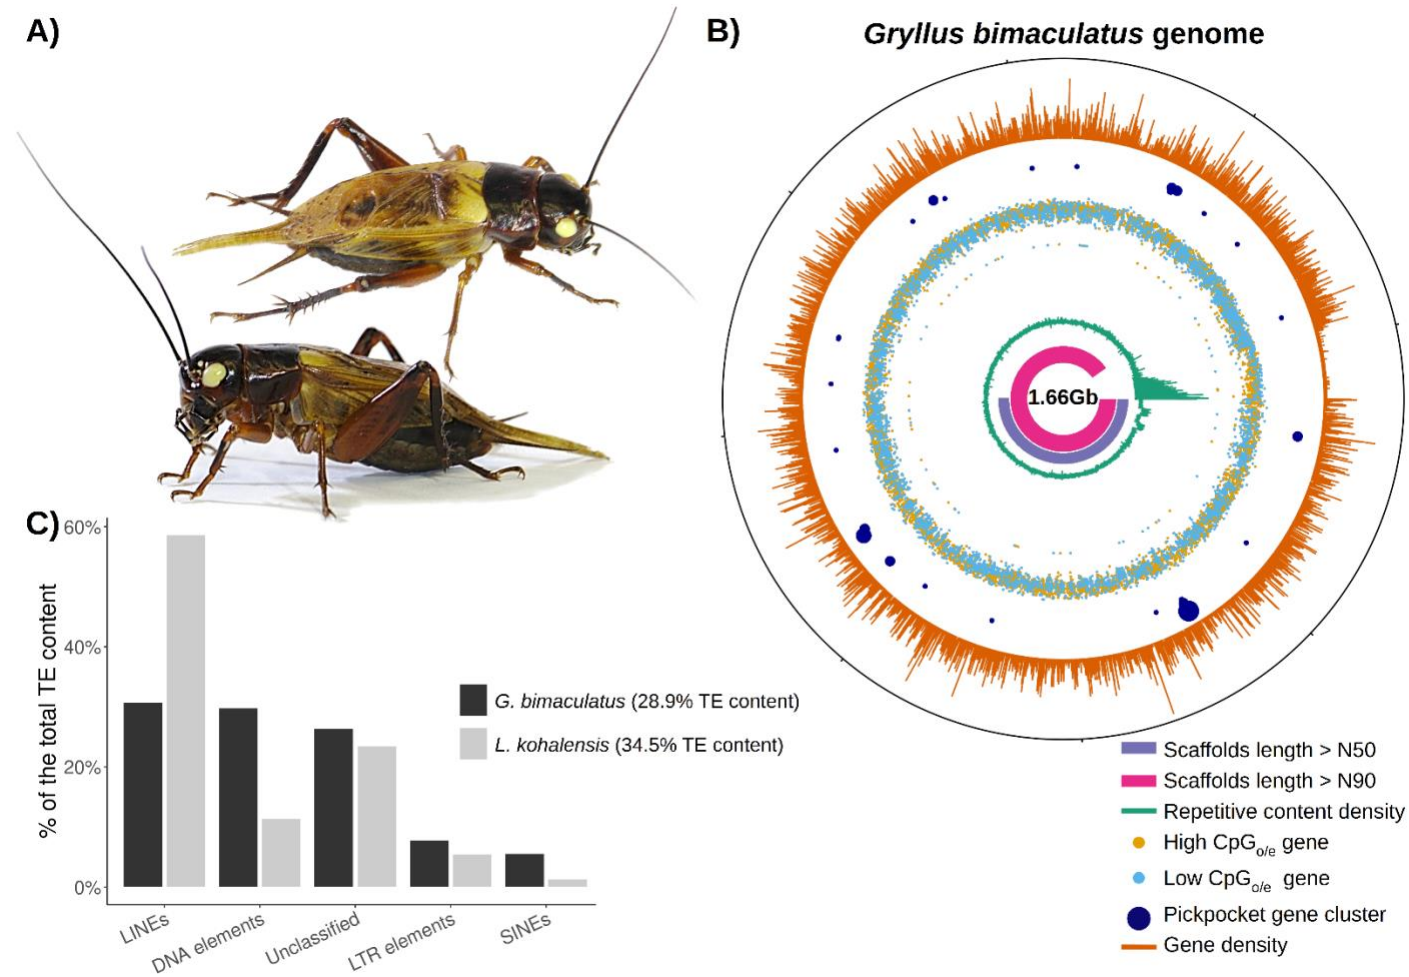 A)
B)
Gryllus bimaculatus genome
1.66Gb
Scaffolds length > N50
Scaffolds length > N90
Repetitive content density
High CpGo/e gene
Low CpGo/e gene
Pickpocket gene cluster
Gene density
C)
% of the total TE content
60%
40%
20%
0%
G. bimaculatus (28.9% TE content)
L. kohalensis (34.5% TE content)
LINEs
DNA elements
Unclassified
LTR elements
SINEs